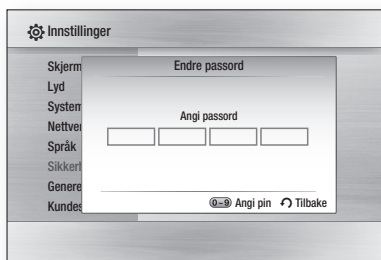 Innstillinger
Skjerm
Endre passord
Lyd
System
Angi passord
Nettver
Språk
Sikkerh
Genere
Kundes
0~9 Angi pin Tilbake